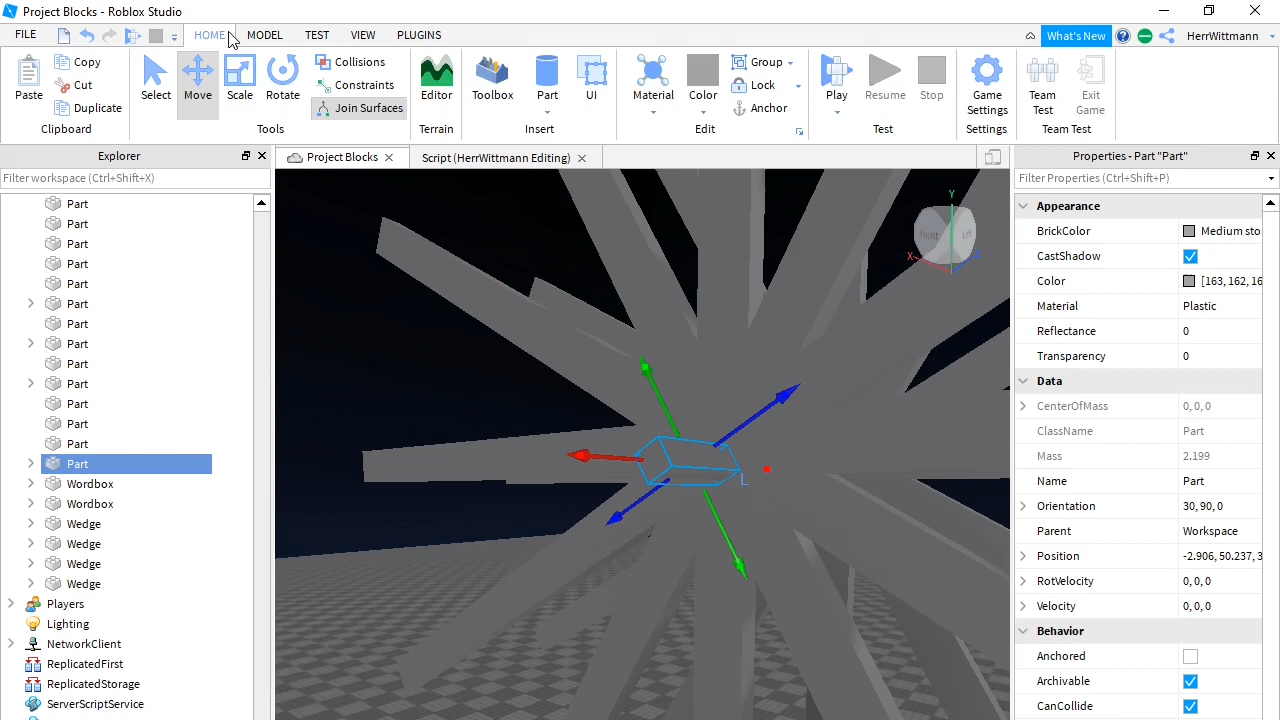 Project Blocks - Roblox Studio
FILE HOME MODEL TEST VIEW PLUGINS What's New HerrWittmann
Paste Copy Cut Duplicate Clipboard
Select Move Scale Rotate Collisions Constraints Join Surfaces Tools
Editor Terrain
Toolbox Part UI Insert
Material Color Group Lock Anchor Edit
Play Resume Stop Test
Game Settings Settings
Team Test Exit Game Team Test
Explorer
Filter workspace (Ctrl+Shift+X)
Part
Part
Part
Part
Part
Part
Part
Part
Part
Part
Part
Part
Part
Part
Wordbox
Wordbox
Wedge
Wedge
Wedge
Wedge
Players
Lighting
NetworkClient
ReplicatedFirst
ReplicatedStorage
ServerScriptService
Project Blocks
Script (HerrWittmann Editing)
Y
Front
X
L
Properties - Part "Part"
Filter Properties (Ctrl+Shift+P)
Appearance
BrickColor Medium sto
CastShadow
Color [163, 162, 16
Material Plastic
Reflectance 0
Transparency 0
Data
CenterOfMass 0, 0, 0
ClassName Part
Mass 2.199
Name Part
Orientation 30, 90, 0
Parent Workspace
Position -2.906, 50.237, 3
RotVelocity 0, 0, 0
Velocity 0, 0, 0
Behavior
Anchored
Archivable
CanCollide